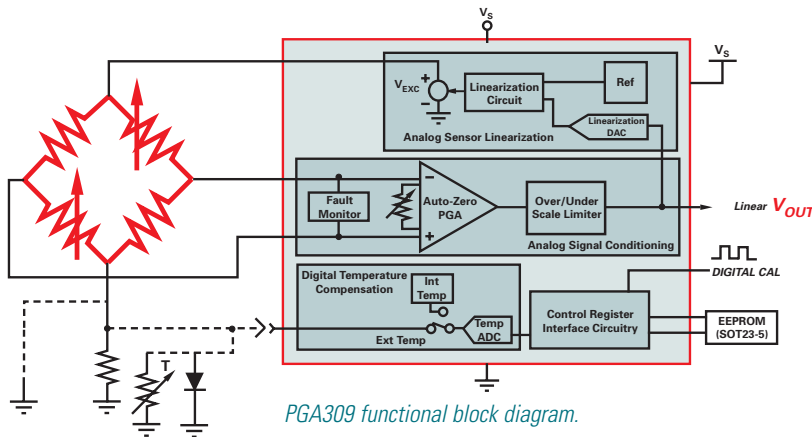 VS
VS
VEXC
+
−
Linearization
Circuit
Ref
Linearization
DAC
Analog Sensor Linearization
Fault
Monitor
−
+
Auto-Zero
PGA
Over/Under
Scale Limiter
Linear VOUT
Analog Signal Conditioning
Digital Temperature
Compensation
Int
Temp
Ext Temp
Temp
ADC
Control Register
Interface Circuitry
DIGITAL CAL
EEPROM
(SOT23-5)
T
PGA309 functional block diagram.